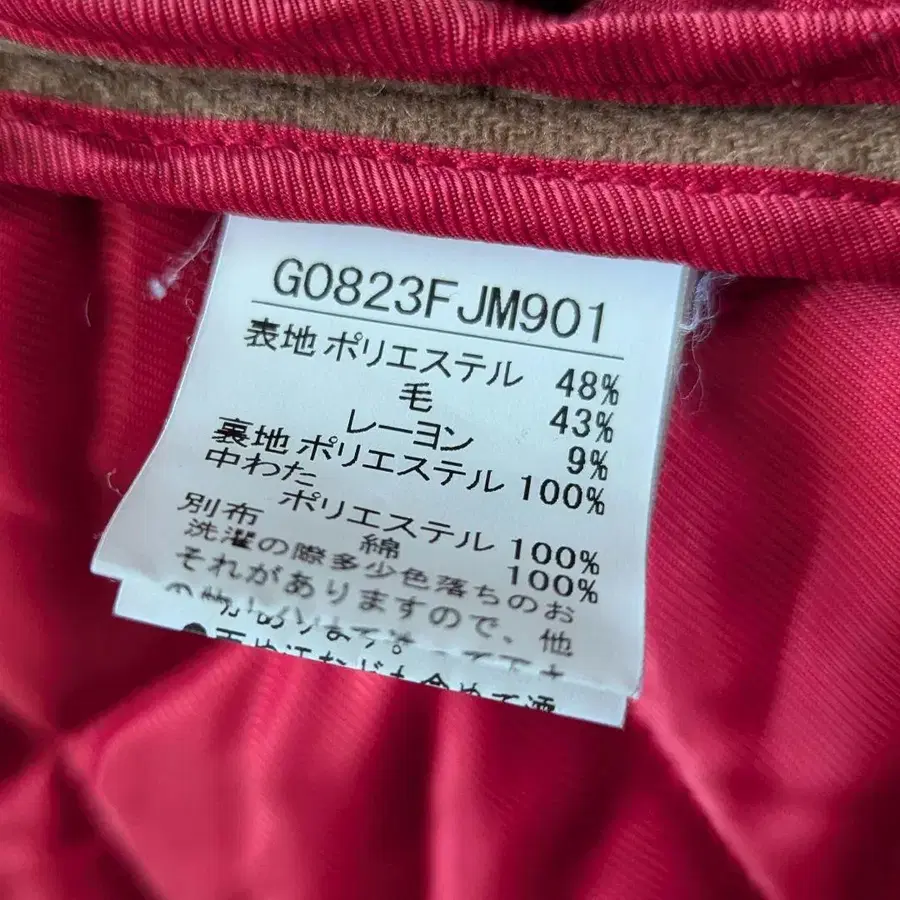 G0823FJM901
表地 ポリエステル 48%
毛 43%
レーヨン 9%
裏地 ポリエステル 100%
中わた
ポリエステル 100%
別布 綿 100%
洗濯の際多少色落ちのお
それがありますので、他